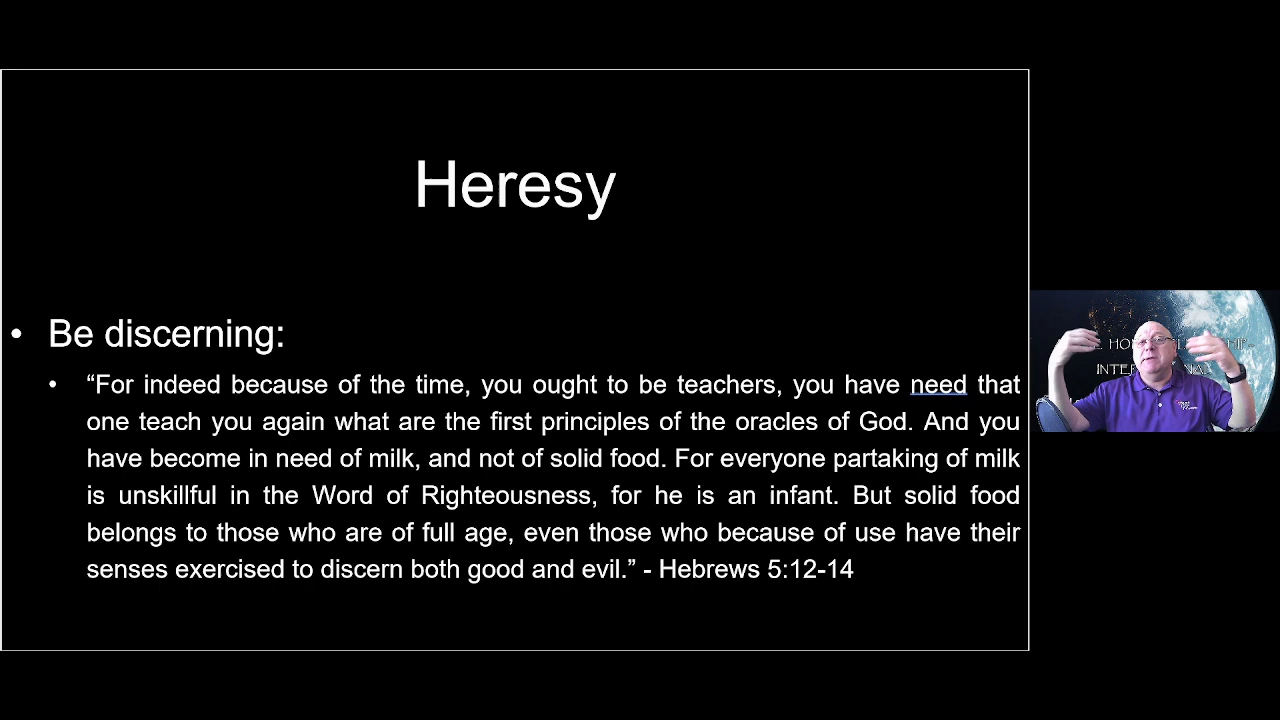 Heresy
• Be discerning:
• “For indeed because of the time, you ought to be teachers, you have need that
one teach you again what are the first principles of the oracles of God. And you
have become in need of milk, and not of solid food. For everyone partaking of milk
is unskillful in the Word of Righteousness, for he is an infant. But solid food
belongs to those who are of full age, even those who because of use have their
senses exercised to discern both good and evil.” - Hebrews 5:12-14